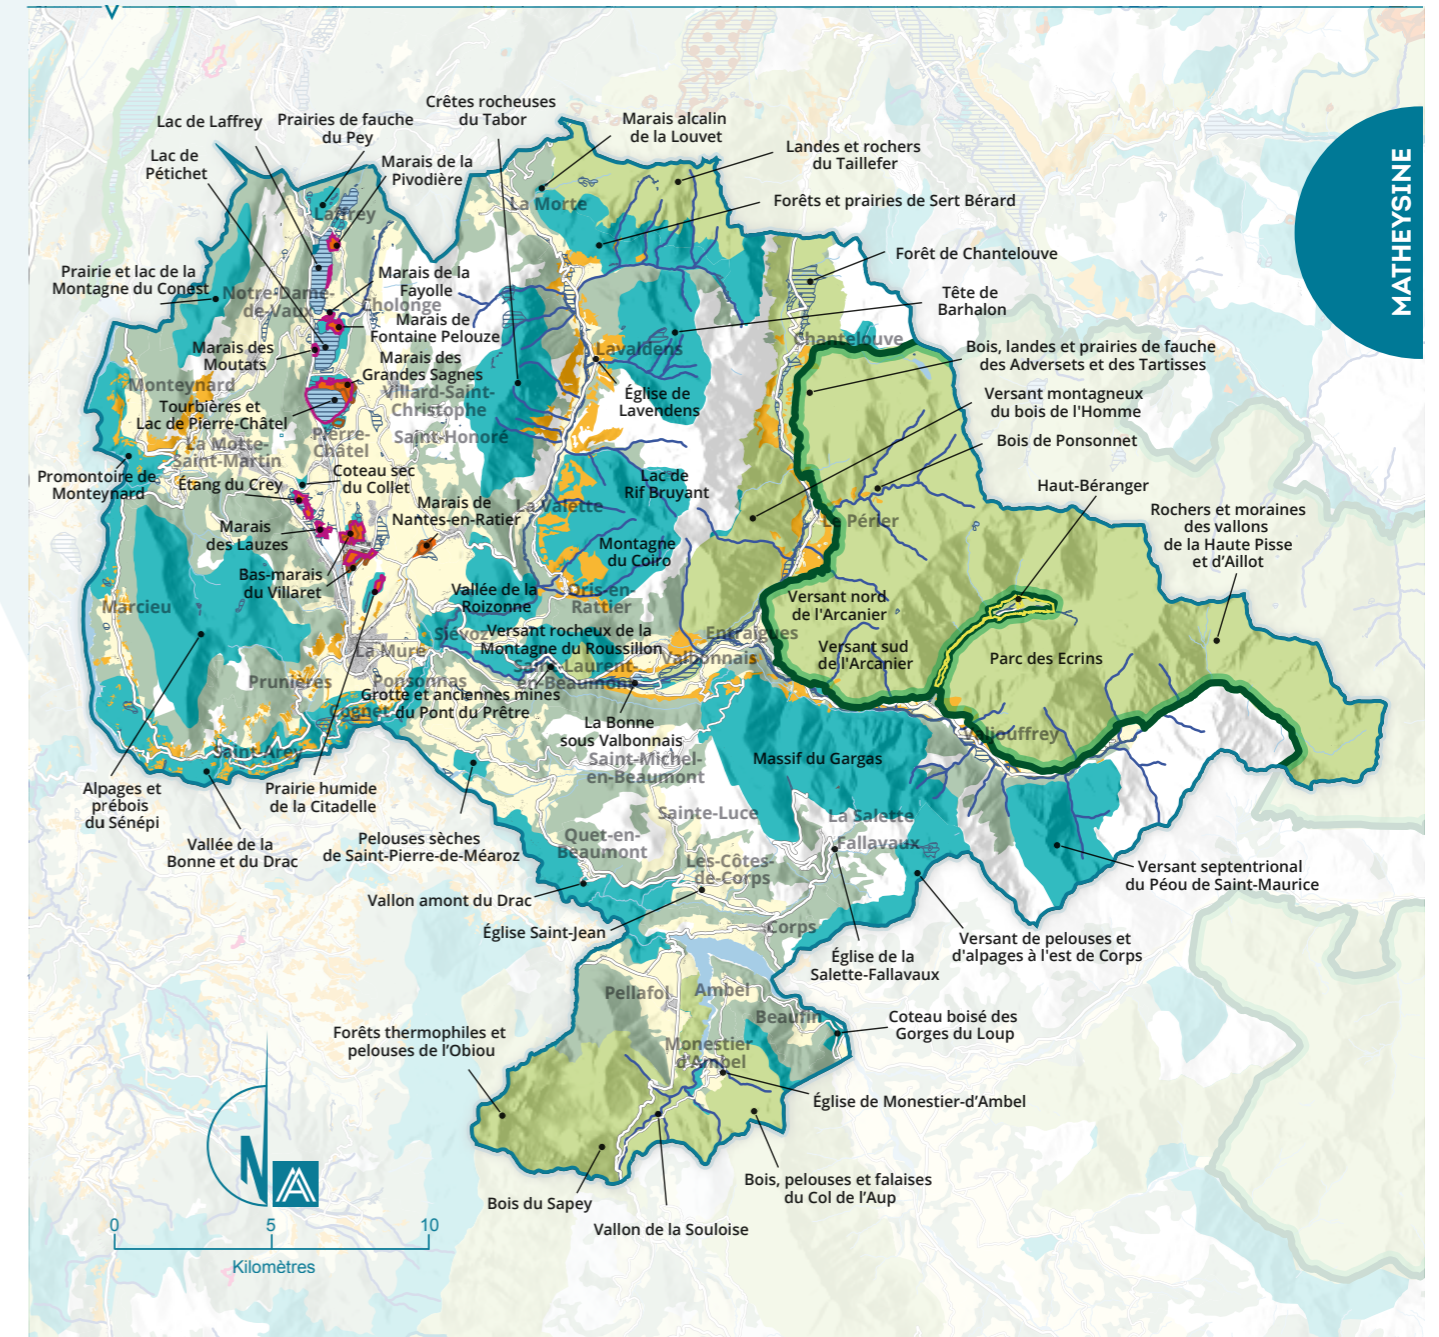 MATHEYSINE
Crêtes rocheuses
du Tabor
Lac de Laffrey
Prairies de fauche
du Pey
Marais alcalin
de la Louvet
Lac de
Pétichet
Marais de la
Pivodière
Landes et rochers
du Taillefer
Laffrey
La Morte
Forêts et prairies de Sert Bérard
Forêt de Chantelouve
Prairie et lac de la
Montagne du Conest
Marais de la
Fayolle
Tête de
Barhalon
Notre-Dame-
de-Vaux
Cholonge
Marais de
Fontaine Pelouze
Marais des
Moutats
Lavaldens
Chantelouve
Marais des
Grandes Sagnes
Bois, landes et prairies de fauche
des Adversets et des Tartisses
Monteynard
Villard-Saint-
Christophe
Église de
Lavendens
Versant montagneux
du bois de l'Homme
Tourbières et
Lac de Pierre-Châtel
La Motte-
Saint-Martin
Pierre-
Châtel
Saint-Honoré
Bois de Ponsonnet
Promontoire de
Monteynard
Étang du Crey
Coteau sec
du Collet
Lac de
Rif Bruyant
Haut-Béranger
Marais
des Lauzes
Marais de
Nantes-en-Ratier
La Valette
Le Périer
Rochers et moraines
des vallons
de la Haute Pisse
et d'Aillot
Montagne
du Coiro
Bas-marais
du Villaret
Vallée de la
Roizonne
Oris-en-
Rattier
Versant nord
de l'Arcanier
Marcieu
Siévoz
Versant rocheux de la
Montagne du Roussillon
Entraigues
La Mure
Versant sud
de l'Arcanier
Parc des Ecrins
Saint-Laurent-
en-Beaumont
Valbonnais
Prunières
Ponsonnas
Grotte et anciennes mines
du Pont du Prêtre
Cognet
La Bonne
sous Valbonnais
Valjouffrey
Saint-Arey
Saint-Michel-
en-Beaumont
Massif du Gargas
Alpages et
prébois
du Sénépi
Prairie humide
de la Citadelle
Sainte-Luce
La Salette
Fallavaux
Vallée de la
Bonne et du Drac
Pelouses sèches
de Saint-Pierre-de-Méaroz
Quet-en-
Beaumont
Les-Côtes-
de-Corps
Versant septentrional
du Péou de Saint-Maurice
Vallon amont du Drac
Église Saint-Jean
Corps
Versant de pelouses et
d'alpages à l'est de Corps
Église de la
Salette-Fallavaux
Pellafol
Ambel
Beaufin
Coteau boisé des
Gorges du Loup
Forêts thermophiles et
pelouses de l'Obiou
Monestier
d'Ambel
Église de Monestier-d'Ambel
N
Bois, pelouses et falaises
du Col de l'Aup
Bois du Sapey
Vallon de la Souloise
0 5 10
Kilomètres